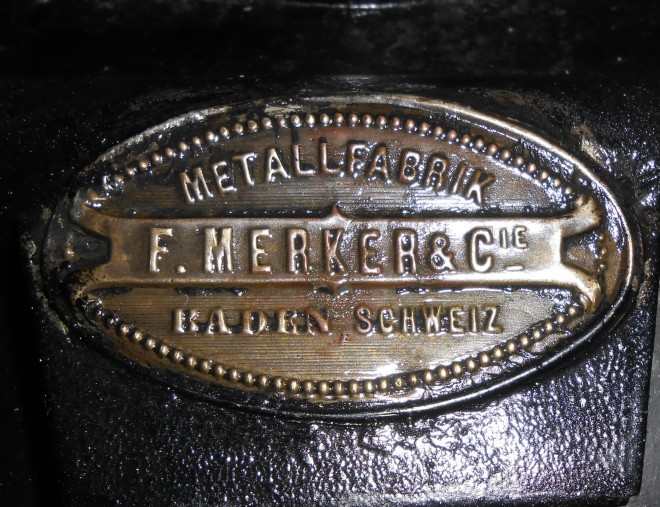 METALLFABRIK
F. MERKER & CIE
BADEN SCHWEIZ